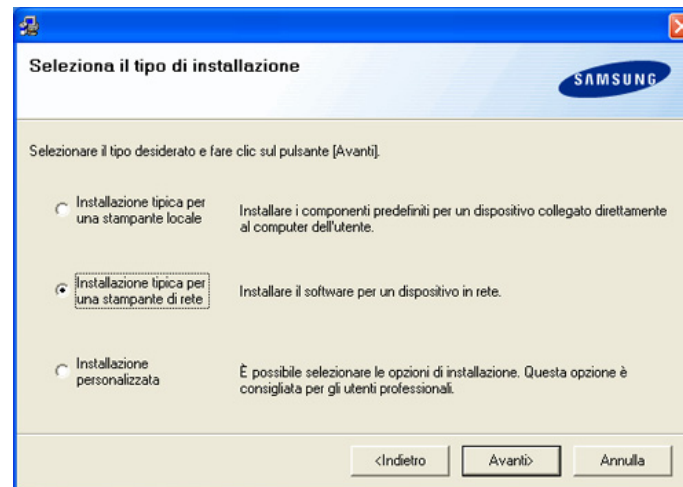 Seleziona il tipo di installazione
SAMSUNG
Selezionare il tipo desiderato e fare clic sul pulsante [Avanti].
Installazione tipica per
una stampante locale
Installare i componenti predefiniti per un dispositivo collegato direttamente
al computer dell'utente.
Installazione tipica per
una stampante di rete
Installare il software per un dispositivo in rete.
Installazione
personalizzata
È possibile selezionare le opzioni di installazione. Questa opzione è
consigliata per gli utenti professionali.
<Indietro
Avanti>
Annulla